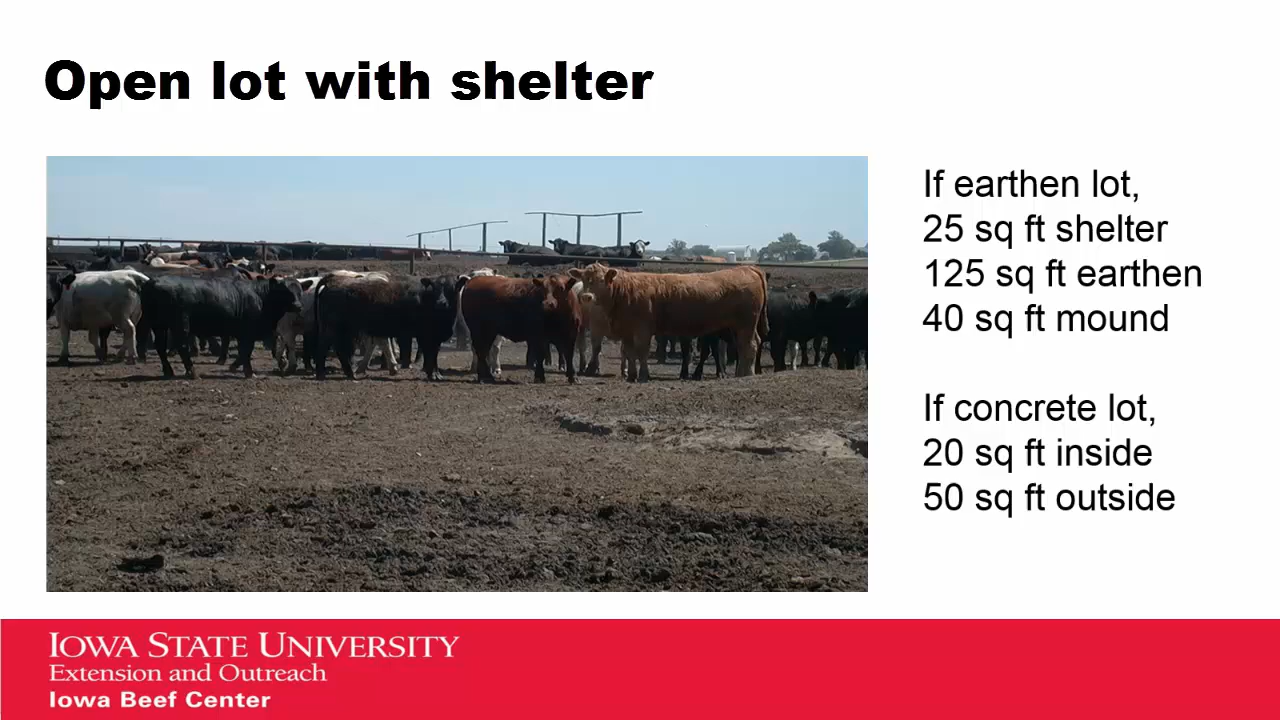 Open lot with shelter
If earthen lot,
25 sq ft shelter
125 sq ft earthen
40 sq ft mound
If concrete lot,
20 sq ft inside
50 sq ft outside
IOWA STATE UNIVERSITY
Extension and Outreach
Iowa Beef Center